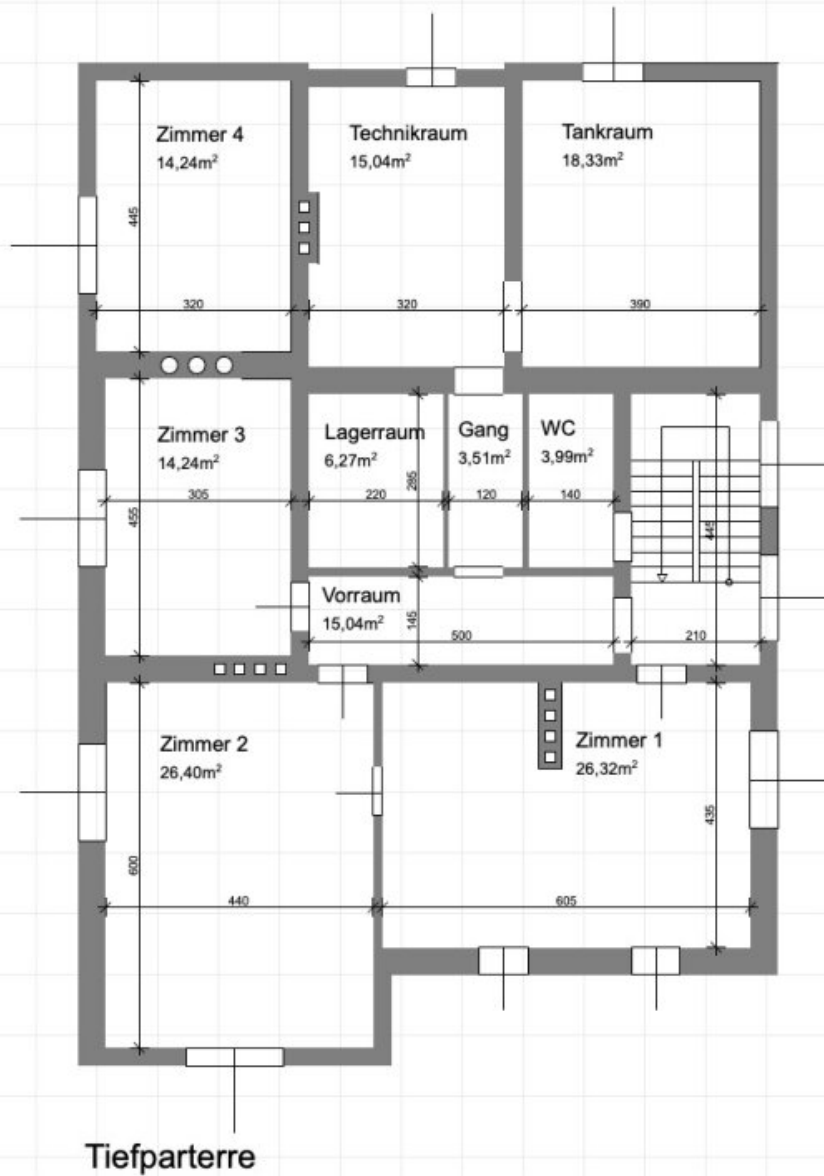 Zimmer 4
14,24m²
Technikraum
15,04m²
Tankraum
18,33m²
445
320
320
390
Zimmer 3
14,24m²
Lagerraum
6,27m²
Gang
3,51m²
WC
3,99m²
305
455
220
285
120
140
445
Vorraum
15,04m²
145
500
210
Zimmer 2
26,40m²
Zimmer 1
26,32m²
435
600
440
605
Tiefparterre